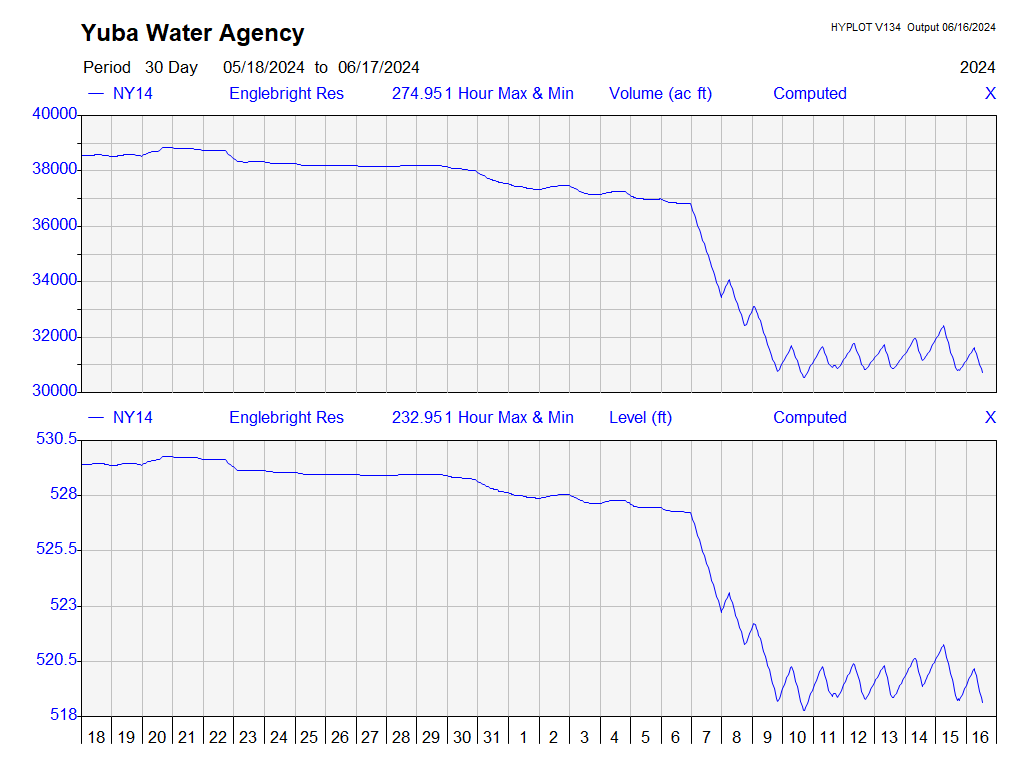 Yuba Water Agency
HYPLOT V134 Output 06/16/2024
Period 30 Day 05/18/2024 to 06/17/2024 2024
NY14 Englebright Res 274.951 Hour Max & Min Volume (ac ft) Computed X
40000
38000
36000
34000
32000
30000
NY14 Englebright Res 232.951 Hour Max & Min Level (ft) Computed X
530.5
528
525.5
523
520.5
518
18 19 20 21 22 23 24 25 26 27 28 29 30 31 1 2 3 4 5 6 7 8 9 10 11 12 13 14 15 16